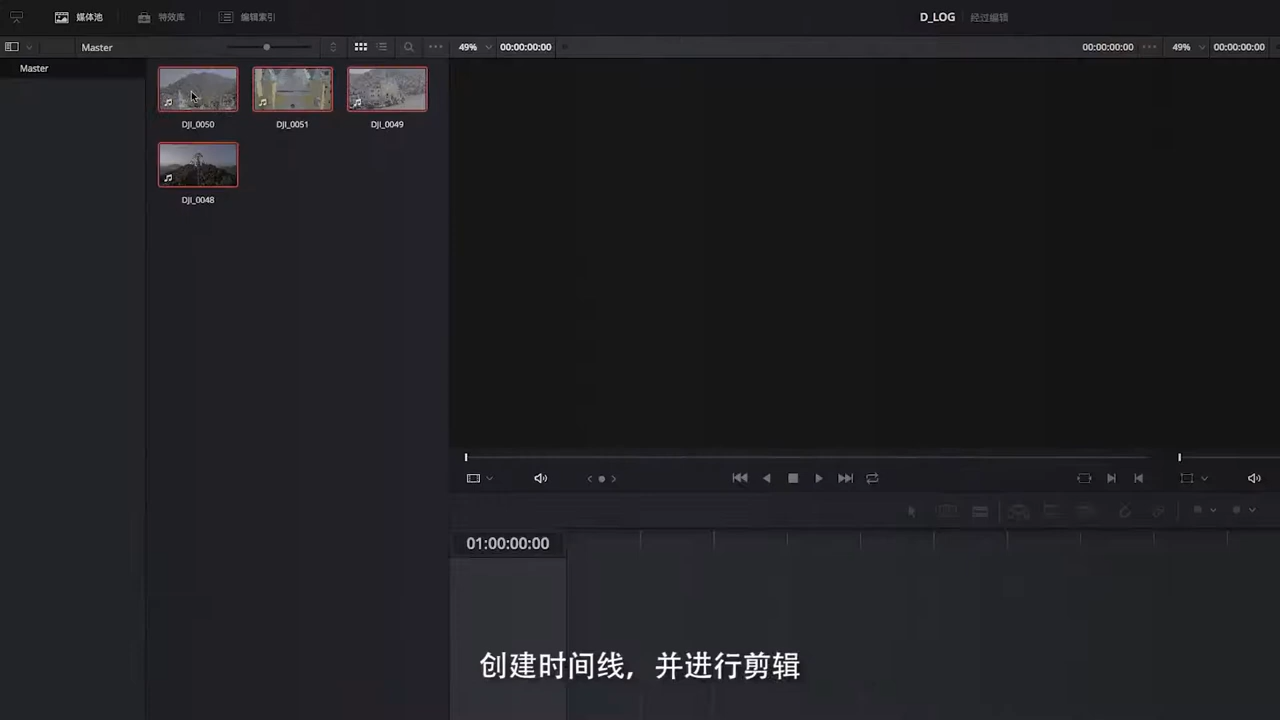 媒体池 特效库 编辑索引 D_LOG 经过编辑
Master 49% 00:00:00:00 00:00:00:00 49% 00:00:00:00
Master
DJI_0050 DJI_0051 DJI_0049
DJI_0048
01:00:00:00
创建时间线，并进行剪辑